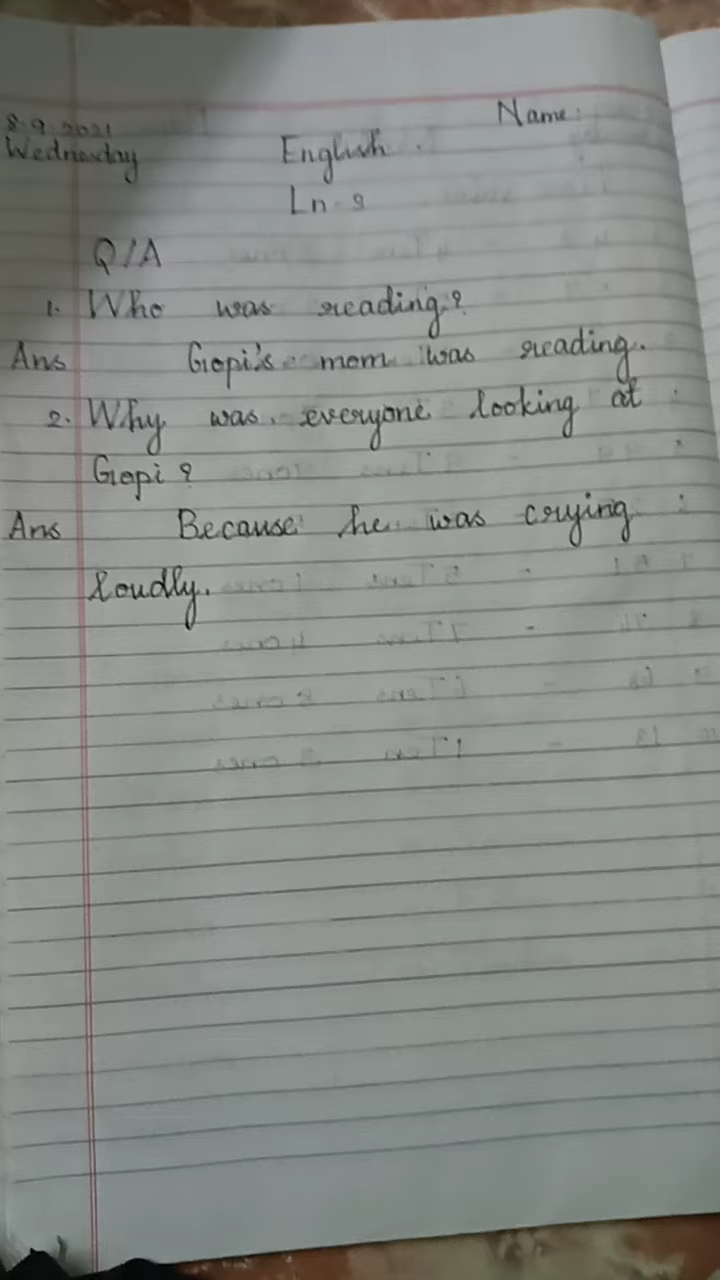 Name:
8.9.2021
Wednesday English.
Ln-9
Q/A
1. Who was reading?
Ans Gopi's mom was reading.
2. Why was everyone looking at
Gopi?
Ans Because he was crying
loudly.